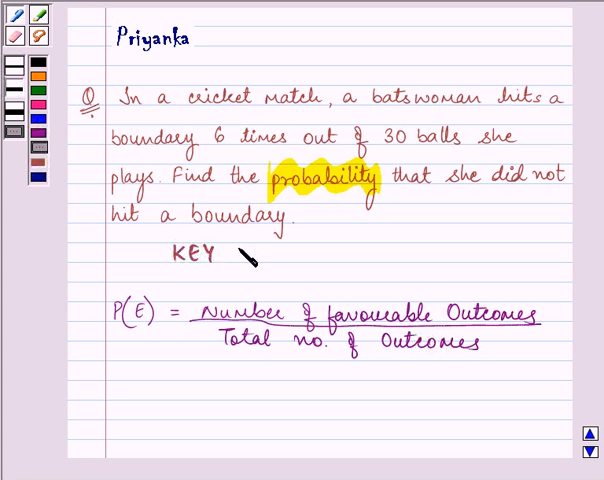 Priyanka
Q In a cricket match, a batswoman hits a
boundary 6 times out of 30 balls she
plays. Find the probability that she did not
hit a boundary.
KEY
P(E) = Number of favourable Outcomes
Total no. of Outcomes